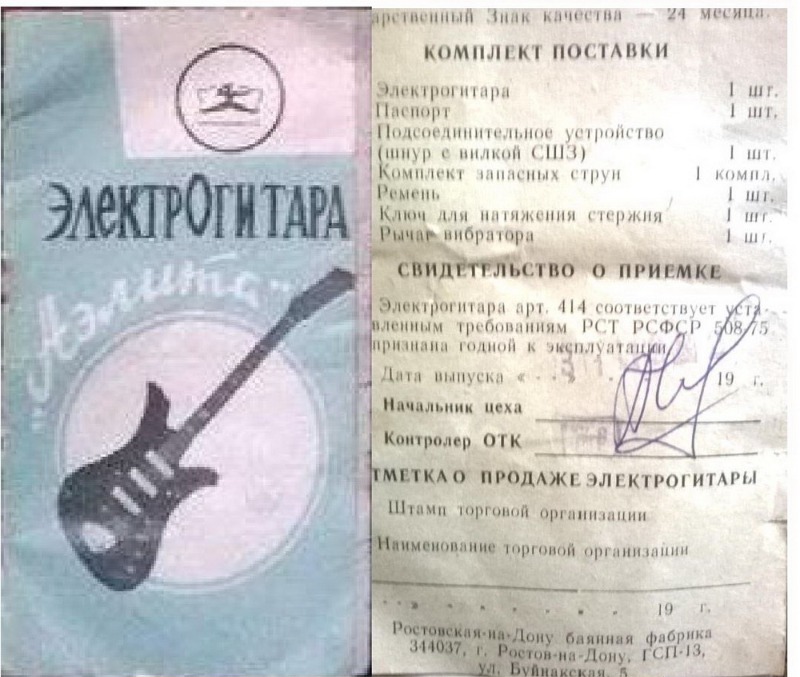 ЭЛЕКТРОГИТАРА
„Аэлита"
арственный Знак качества — 24 месяца.
КОМПЛЕКТ ПОСТАВКИ
Электрогитара 1 шт.
Паспорт 1 шт.
Подсоединительное устройство
(шнур с вилкой СШЗ) 1 шт.
Комплект запасных струн 1 компл.
Ремень 1 шт.
Ключ для натяжения стержня 1 шт.
Рычаг вибратора 1 шт.
СВИДЕТЕЛЬСТВО О ПРИЕМКЕ
Электрогитара арт. 414 соответствует уста-
вленным требованиям РСТ РСФСР 508-75
признана годной к эксплуатации
Дата выпуска « . . » . 19 г.
Начальник цеха
Контролер ОТК
ТМЕТКА О ПРОДАЖЕ ЭЛЕКТРОГИТАРЫ
Штамп торговой организации
Наименование торговой организации
. . » . . . . . . 19 г.
Ростовская-на-Дону баянная фабрика
344037, г. Ростов-на-Дону, ГСП-13,
ул. Буйнакская, 5